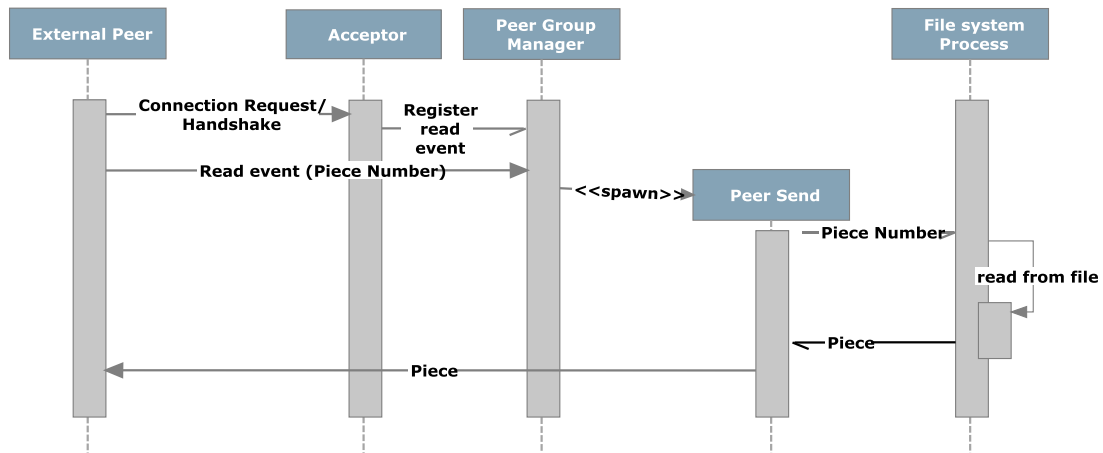 External Peer
Acceptor
Peer Group
Manager
File system
Process
Connection Request/
Handshake
Register
read
event
Read event (Piece Number)
<<spawn>>
Peer Send
Piece Number
read from file
Piece
Piece